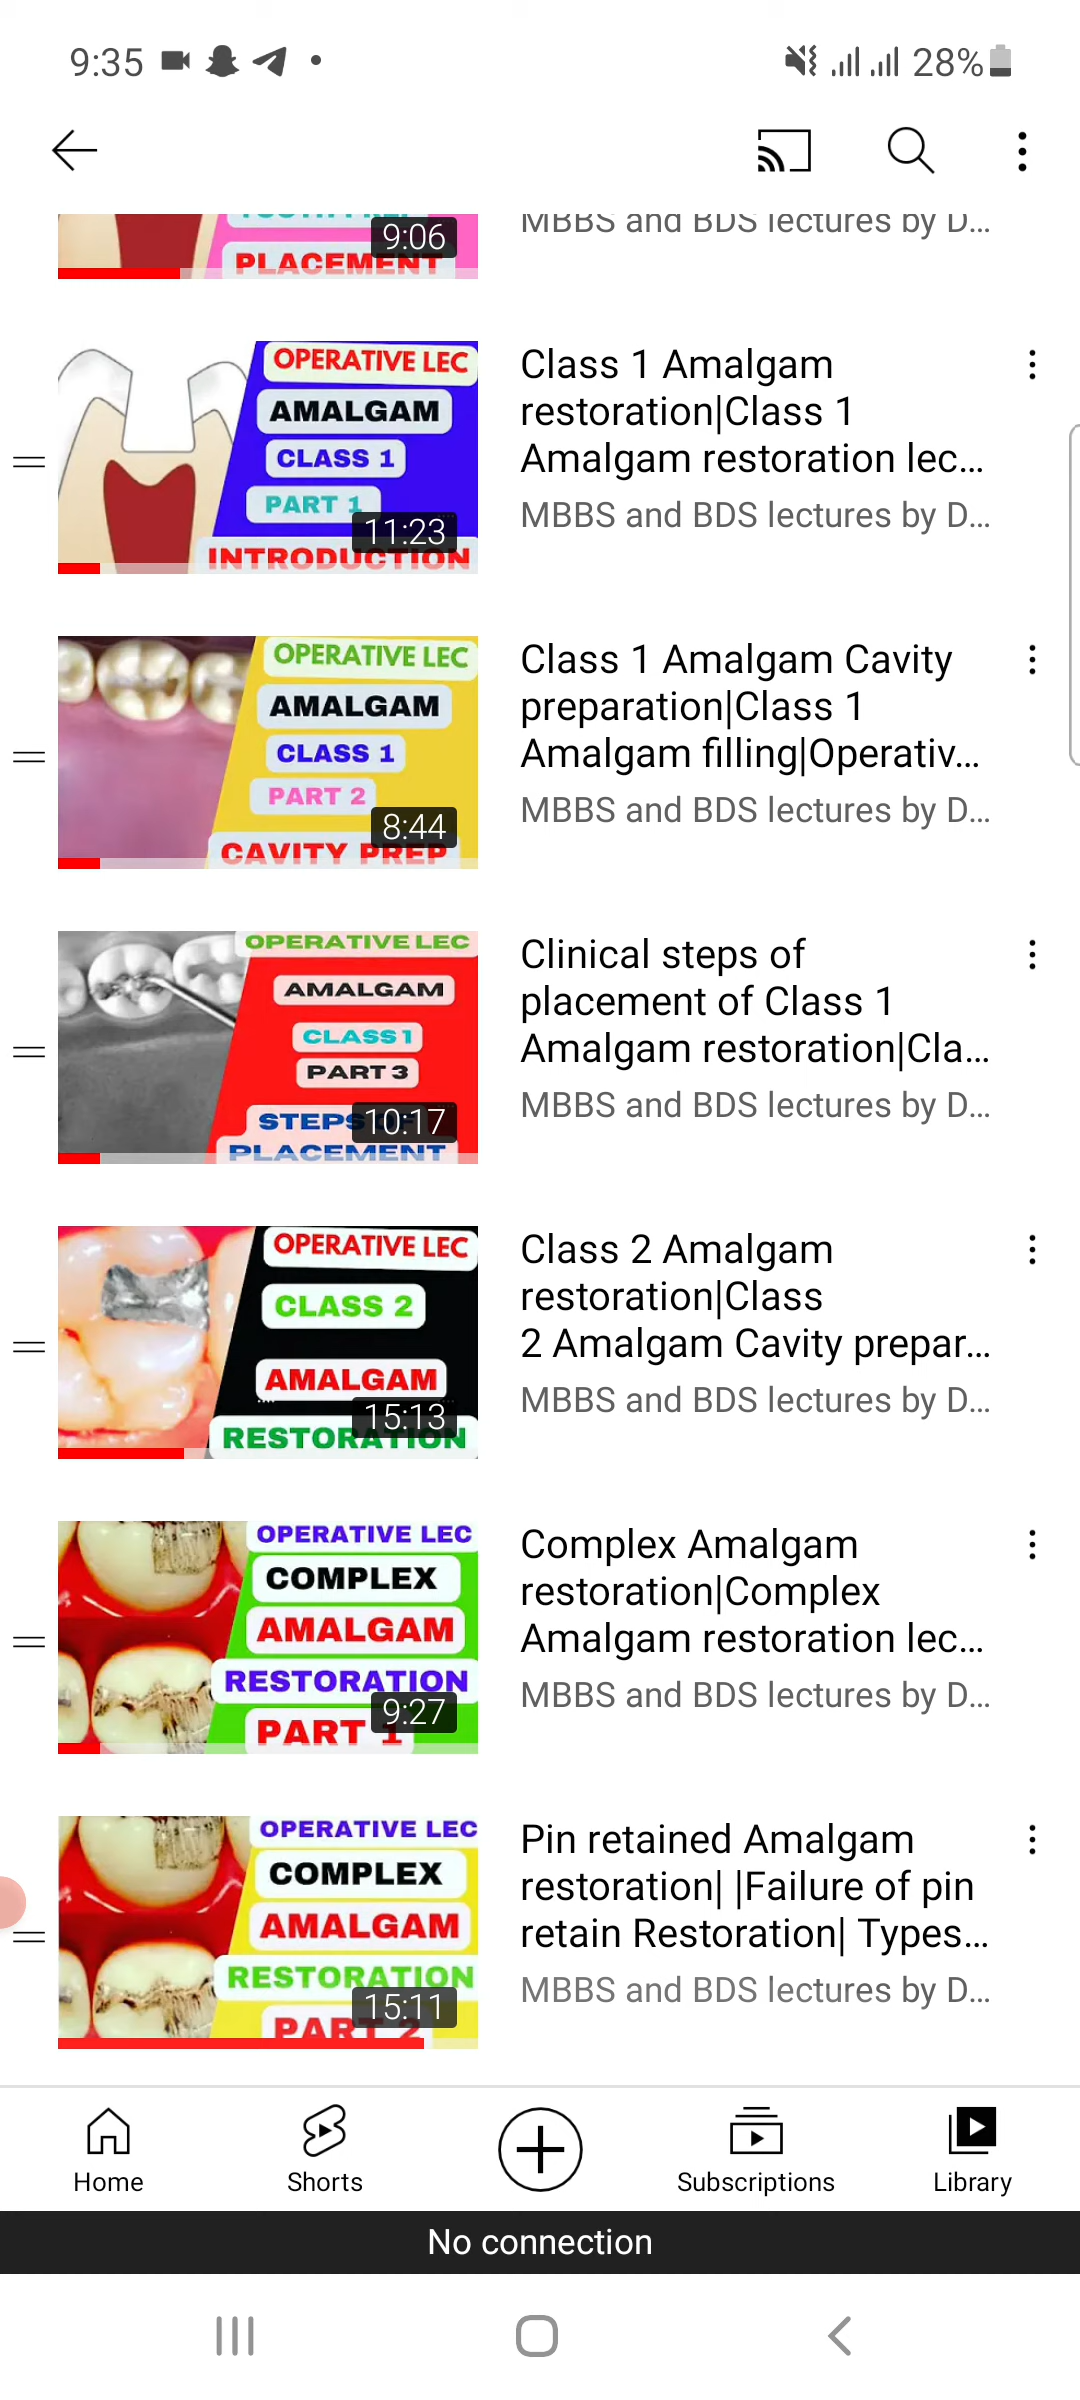 9:35
28%
9:06
PLACEMENT
MBBS and BDS lectures by D...
OPERATIVE LEC
AMALGAM
CLASS 1
PART 1
11:23
INTRODUCTION
Class 1 Amalgam
restoration|Class 1
Amalgam restoration lec...
MBBS and BDS lectures by D...
OPERATIVE LEC
AMALGAM
CLASS 1
PART 2
8:44
CAVITY PREP
Class 1 Amalgam Cavity
preparation|Class 1
Amalgam filling|Operativ...
MBBS and BDS lectures by D...
OPERATIVE LEC
AMALGAM
CLASS 1
PART 3
STEPS OF
10:17
PLACEMENT
Clinical steps of
placement of Class 1
Amalgam restoration|Cla...
MBBS and BDS lectures by D...
OPERATIVE LEC
CLASS 2
AMALGAM
15:13
RESTORATION
Class 2 Amalgam
restoration|Class
2 Amalgam Cavity prepar...
MBBS and BDS lectures by D...
OPERATIVE LEC
COMPLEX
AMALGAM
RESTORATION
9:27
PART 1
Complex Amalgam
restoration|Complex
Amalgam restoration lec...
MBBS and BDS lectures by D...
OPERATIVE LEC
COMPLEX
AMALGAM
RESTORATION
15:11
PART 2
Pin retained Amalgam
restoration| |Failure of pin
retain Restoration| Types...
MBBS and BDS lectures by D...
Home
Shorts
Subscriptions
Library
No connection